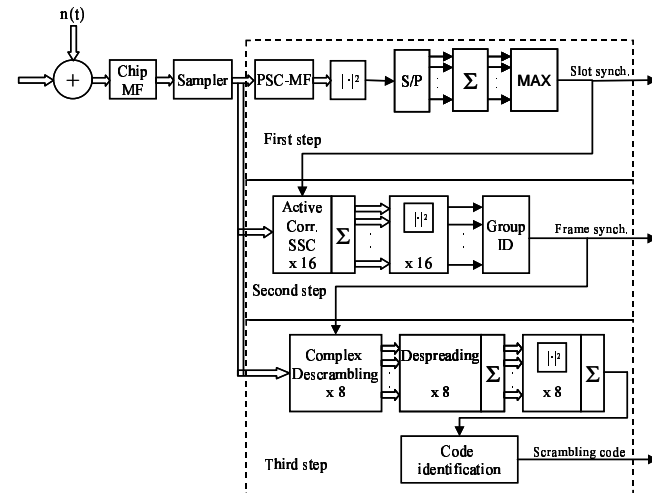 n(t)
+
Chip
MF
Sampler
PSC-MF
|·|²
S/P
Σ
MAX
Slot synch.
First step
Active
Corr.
SSC
x 16
Σ
|·|²
x 16
Group
ID
Frame synch.
Second step
Complex
Descrambling
x 8
Despreading
x 8
Σ
|·|²
x 8
Σ
Code
identification
Scrambling code
Third step